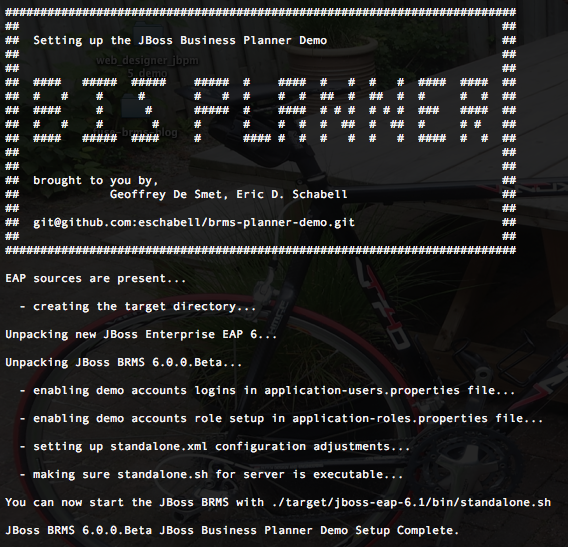 Setting up the JBoss Business Planner Demo
BIZ PLANNER
brought to you by,
Geoffrey De Smet, Eric D. Schabell
git@github.com:eschabell/brms-planner-demo.git
EAP sources are present...
- creating the target directory...
Unpacking new JBoss Enterprise EAP 6...
Unpacking JBoss BRMS 6.0.0.Beta...
- enabling demo accounts logins in application-users.properties file...
- enabling demo accounts role setup in application-roles.properties file...
- setting up standalone.xml configuration adjustments...
- making sure standalone.sh for server is executable...
You can now start the JBoss BRMS with ./target/jboss-eap-6.1/bin/standalone.sh
JBoss BRMS 6.0.0.Beta JBoss Business Planner Demo Setup Complete.